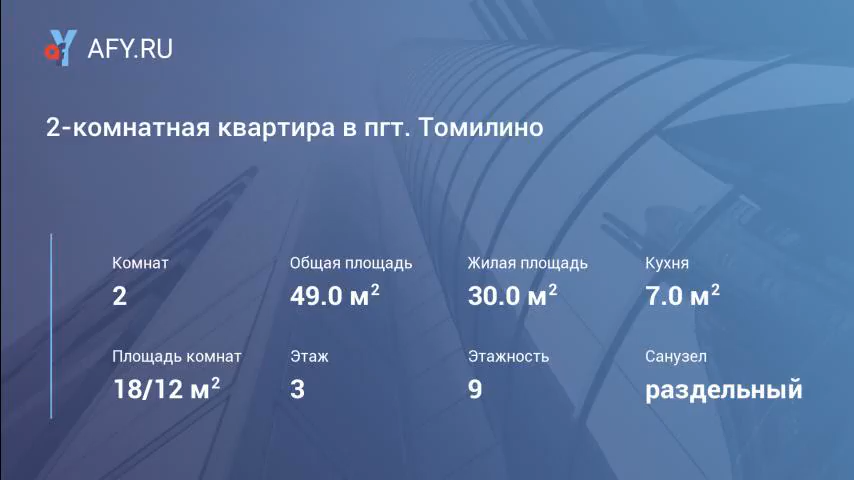 AFY.RU
2-комнатная квартира в пгт. Томилино
Комнат Общая площадь Жилая площадь Кухня
2 49.0 м² 30.0 м² 7.0 м²
Площадь комнат Этаж Этажность Санузел
18/12 м² 3 9 раздельный